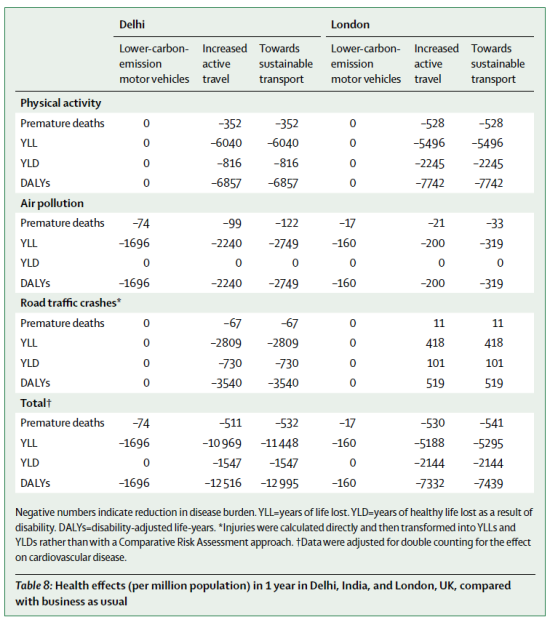 Delhi London
Lower-carbon- Increased Towards Lower-carbon- Increased Towards
emission active sustainable emission active sustainable
motor vehicles travel transport motor vehicles travel transport
Physical activity
Premature deaths 0 –352 –352 0 –528 –528
YLL 0 –6040 –6040 0 –5496 –5496
YLD 0 –816 –816 0 –2245 –2245
DALYs 0 –6857 –6857 0 –7742 –7742
Air pollution
Premature deaths –74 –99 –122 –17 –21 –33
YLL –1696 –2240 –2749 –160 –200 –319
YLD 0 0 0 0 0 0
DALYs –1696 –2240 –2749 –160 –200 –319
Road traffic crashes*
Premature deaths 0 –67 –67 0 11 11
YLL 0 –2809 –2809 0 418 418
YLD 0 –730 –730 0 101 101
DALYs 0 –3540 –3540 0 519 519
Total†
Premature deaths –74 –511 –532 –17 –530 –541
YLL –1696 –10 969 –11 448 –160 –5188 –5295
YLD 0 –1547 –1547 0 –2144 –2144
DALYs –1696 –12 516 –12 995 –160 –7332 –7439
Negative numbers indicate reduction in disease burden. YLL=years of life lost. YLD=years of healthy life lost as a result of
disability. DALYs=disability-adjusted life-years. *Injuries were calculated directly and then transformed into YLLs and
YLDs rather than with a Comparative Risk Assessment approach. †Data were adjusted for double counting for the effect
on cardiovascular disease.
Table 8: Health effects (per million population) in 1 year in Delhi, India, and London, UK, compared
with business as usual